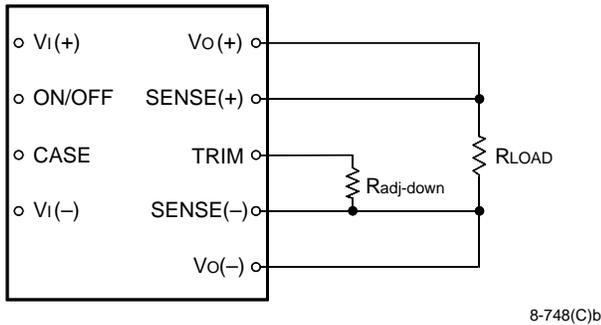 VI(+) VO(+)
ON/OFF SENSE(+)
CASE TRIM
RLOAD
Radj-down
VI(–) SENSE(–)
VO(–)
8-748(C)b